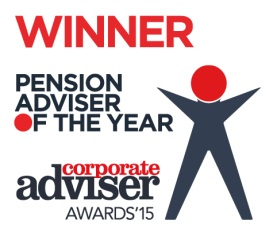 WINNER
PENSION
ADVISER
OF THE YEAR
corporate
adviser
AWARDS'15